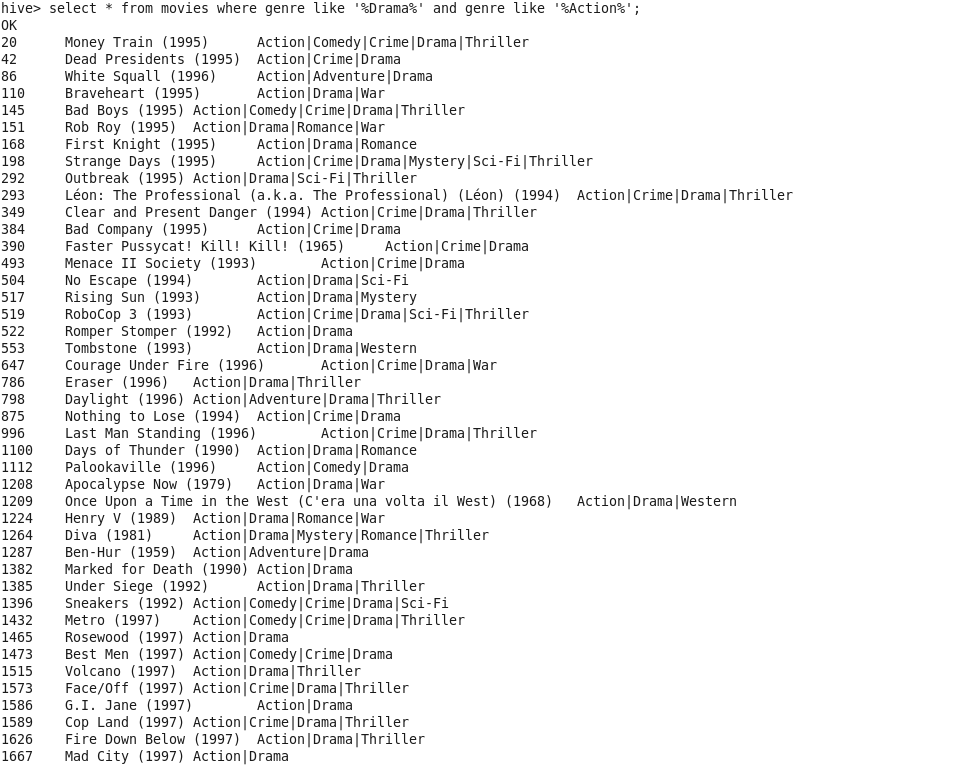 hive> select * from movies where genre like '%Drama%' and genre like '%Action%';
OK
20 Money Train (1995) Action|Comedy|Crime|Drama|Thriller
42 Dead Presidents (1995) Action|Crime|Drama
86 White Squall (1996) Action|Adventure|Drama
110 Braveheart (1995) Action|Drama|War
145 Bad Boys (1995) Action|Comedy|Crime|Drama|Thriller
151 Rob Roy (1995) Action|Drama|Romance|War
168 First Knight (1995) Action|Drama|Romance
198 Strange Days (1995) Action|Crime|Drama|Mystery|Sci-Fi|Thriller
292 Outbreak (1995) Action|Drama|Sci-Fi|Thriller
293 Léon: The Professional (a.k.a. The Professional) (Léon) (1994) Action|Crime|Drama|Thriller
349 Clear and Present Danger (1994) Action|Crime|Drama|Thriller
384 Bad Company (1995) Action|Crime|Drama
390 Faster Pussycat! Kill! Kill! (1965) Action|Crime|Drama
493 Menace II Society (1993) Action|Crime|Drama
504 No Escape (1994) Action|Drama|Sci-Fi
517 Rising Sun (1993) Action|Drama|Mystery
519 RoboCop 3 (1993) Action|Crime|Drama|Sci-Fi|Thriller
522 Romper Stomper (1992) Action|Drama
553 Tombstone (1993) Action|Drama|Western
647 Courage Under Fire (1996) Action|Crime|Drama|War
786 Eraser (1996) Action|Drama|Thriller
798 Daylight (1996) Action|Adventure|Drama|Thriller
875 Nothing to Lose (1994) Action|Crime|Drama
996 Last Man Standing (1996) Action|Crime|Drama|Thriller
1100 Days of Thunder (1990) Action|Drama|Romance
1112 Palookaville (1996) Action|Comedy|Drama
1208 Apocalypse Now (1979) Action|Drama|War
1209 Once Upon a Time in the West (C'era una volta il West) (1968) Action|Drama|Western
1224 Henry V (1989) Action|Drama|Romance|War
1264 Diva (1981) Action|Drama|Mystery|Romance|Thriller
1287 Ben-Hur (1959) Action|Adventure|Drama
1382 Marked for Death (1990) Action|Drama
1385 Under Siege (1992) Action|Drama|Thriller
1396 Sneakers (1992) Action|Comedy|Crime|Drama|Sci-Fi
1432 Metro (1997) Action|Comedy|Crime|Drama|Thriller
1465 Rosewood (1997) Action|Drama
1473 Best Men (1997) Action|Comedy|Crime|Drama
1515 Volcano (1997) Action|Drama|Thriller
1573 Face/Off (1997) Action|Crime|Drama|Thriller
1586 G.I. Jane (1997) Action|Drama
1589 Cop Land (1997) Action|Crime|Drama|Thriller
1626 Fire Down Below (1997) Action|Drama|Thriller
1667 Mad City (1997) Action|Drama